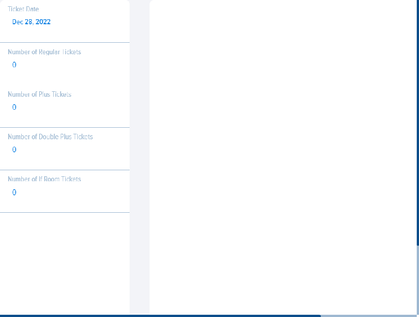 Ticket Date
Dec 28, 2022
Number of Regular Tickets
0
Number of Plus Tickets
0
Number of Double Plus Tickets
0
Number of K Boom Tickets
0